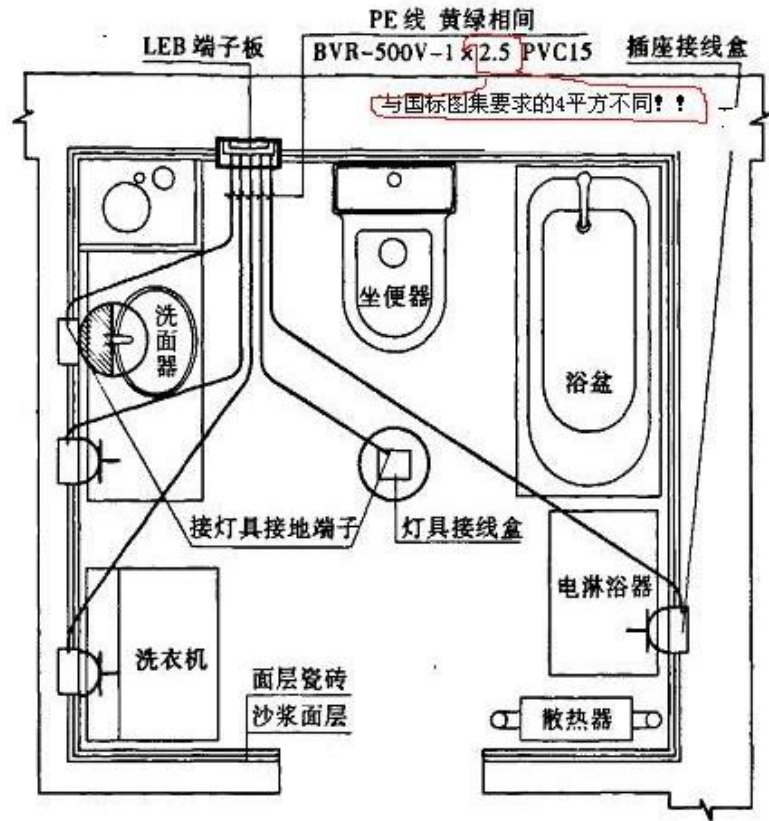 PE线 黄绿相间
LEB 端子板
BVR-500V-1×2.5 PVC15
插座接线盒
与国标图集要求的4平方不同！！
坐便器
洗面器
浴盆
接灯具接地端子
灯具接线盒
电淋浴器
洗衣机
面层瓷砖
沙浆面层
散热器